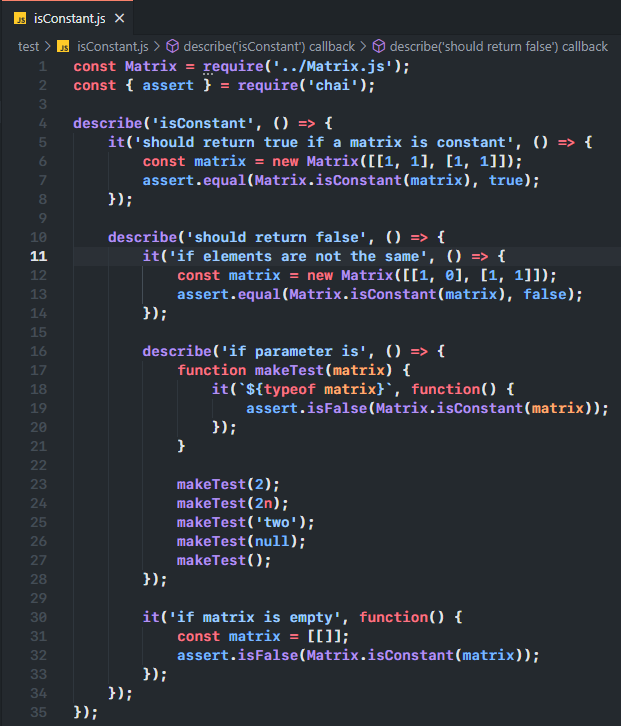 JS isConstant.js ×
test > JS isConstant.js > describe('isConstant') callback > describe('should return false') callback
1 const Matrix = require('../Matrix.js');
2 const { assert } = require('chai');
3
4 describe('isConstant', () => {
5     it('should return true if a matrix is constant', () => {
6         const matrix = new Matrix([[1, 1], [1, 1]]);
7         assert.equal(Matrix.isConstant(matrix), true);
8     });
9
10     describe('should return false', () => {
11         it('if elements are not the same', () => {
12             const matrix = new Matrix([[1, 0], [1, 1]]);
13             assert.equal(Matrix.isConstant(matrix), false);
14         });
15
16         describe('if parameter is', () => {
17             function makeTest(matrix) {
18                 it(`${typeof matrix}`, function() {
19                     assert.isFalse(Matrix.isConstant(matrix));
20                 });
21             }
22
23             makeTest(2);
24             makeTest(2n);
25             makeTest('two');
26             makeTest(null);
27             makeTest();
28         });
29
30         it('if matrix is empty', function() {
31             const matrix = [[]];
32             assert.isFalse(Matrix.isConstant(matrix));
33         });
34     });
35 });